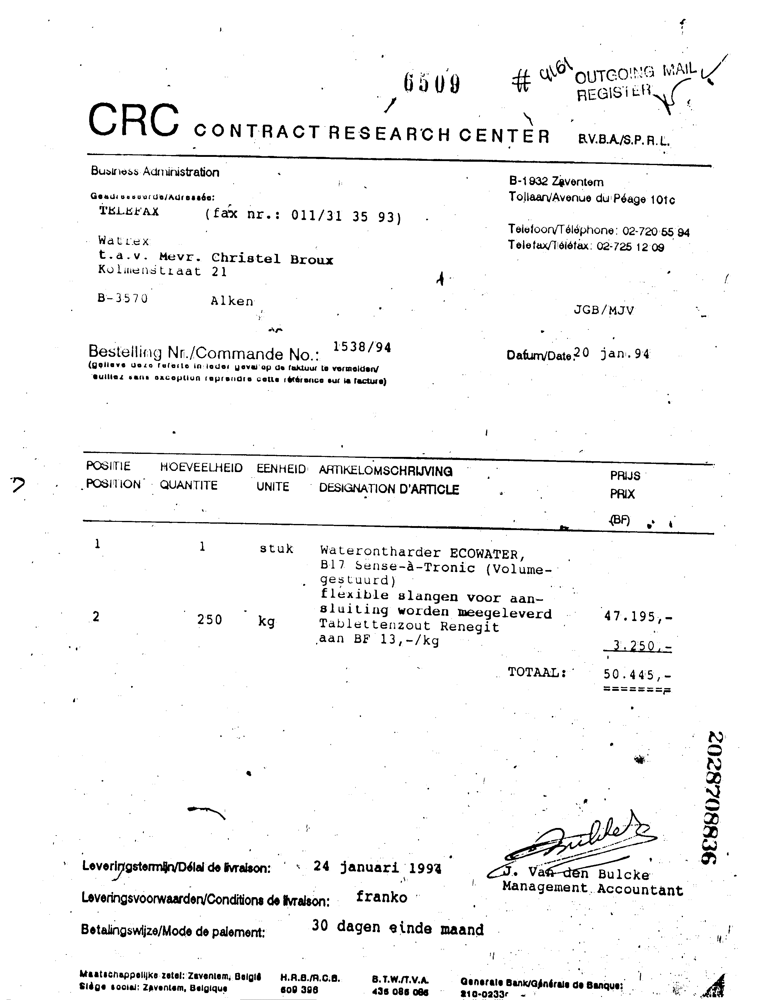 6509
# 4161 OUTGOING MAIL
REGISTER
CRC CONTRACT RESEARCH CENTER B.V.B.A./S.P.R.L.
Business Administration
B-1932 Zaventem
Tollaan/Avenue du Péage 101c
Geadresseerde/Adressée:
TELEFAX (fax nr.: 011/31 35 93)
Telefoon/Téléphone: 02-720 55 94
Telefax/Téléfax: 02-725 12 09
Watrex
t.a.v. Mevr. Christel Broux
Kolmenstraat 21
B-3570 Alken
JGB/MJV
Bestelling Nr./Commande No.: 1538/94
Datum/Date: 20 jan. 94
(gelieve deze referte in ieder geval op de faktuur te vermelden/
euillez sans exception reprendre cette référence sur la facture)
POSITIE HOEVEELHEID EENHEID ARTIKELOMSCHRIJVING PRIJS
POSITION QUANTITE UNITE DESIGNATION D'ARTICLE PRIX
(BF)
1 1 stuk Waterontharder ECOWATER,
B17 Sense-à-Tronic (Volume-
gestuurd)
flexible slangen voor aan-
sluiting worden meegeleverd 47.195,-
2 250 kg Tablettenzout Renegit
aan BF 13,-/kg 3.250,-
TOTAAL: 50.445,-
========
2028708836
Leveringstermijn/Délai de livraison: 24 januari 1994
J. Van den Bulcke
Management Accountant
Leveringsvoorwaarden/Conditions de livraison: franko
Betalingswijze/Mode de paiement: 30 dagen einde maand
Maatschappelijke zetel: Zaventem, België H.R.B./R.C.B. B.T.W./T.V.A. Generale Bank/Générale de Banque:
Siège social: Zaventem, Belgique 509 396 436 086 086 210-0233